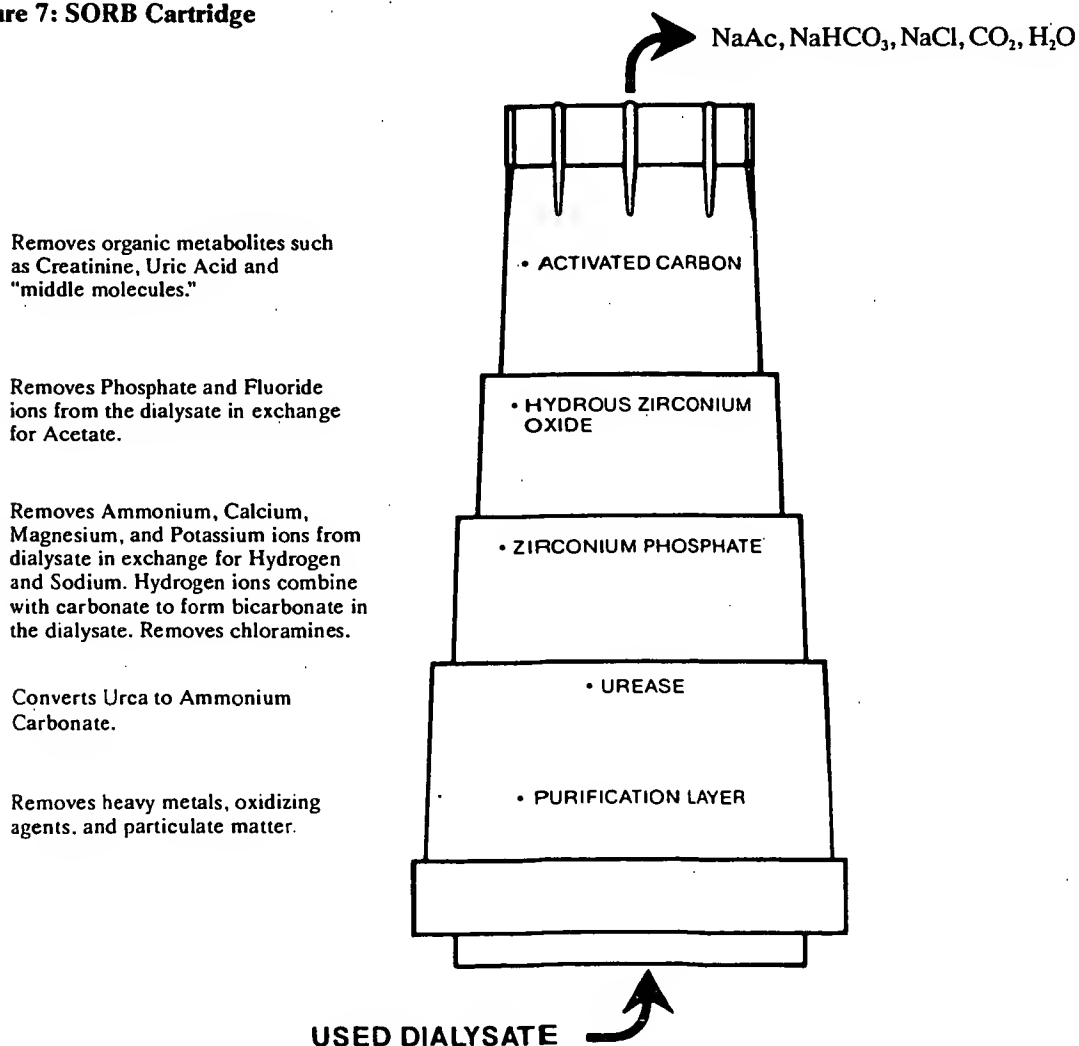 ure 7: SORB Cartridge
NaAc, NaHCO₃, NaCl, CO₂, H₂O
Removes organic metabolites such
as Creatinine, Uric Acid and
"middle molecules."
• ACTIVATED CARBON
Removes Phosphate and Fluoride
ions from the dialysate in exchange
for Acetate.
• HYDROUS ZIRCONIUM
OXIDE
Removes Ammonium, Calcium,
Magnesium, and Potassium ions from
dialysate in exchange for Hydrogen
and Sodium. Hydrogen ions combine
with carbonate to form bicarbonate in
the dialysate. Removes chloramines.
• ZIRCONIUM PHOSPHATE
Converts Urea to Ammonium
Carbonate.
• UREASE
Removes heavy metals, oxidizing
agents, and particulate matter.
• PURIFICATION LAYER
USED DIALYSATE